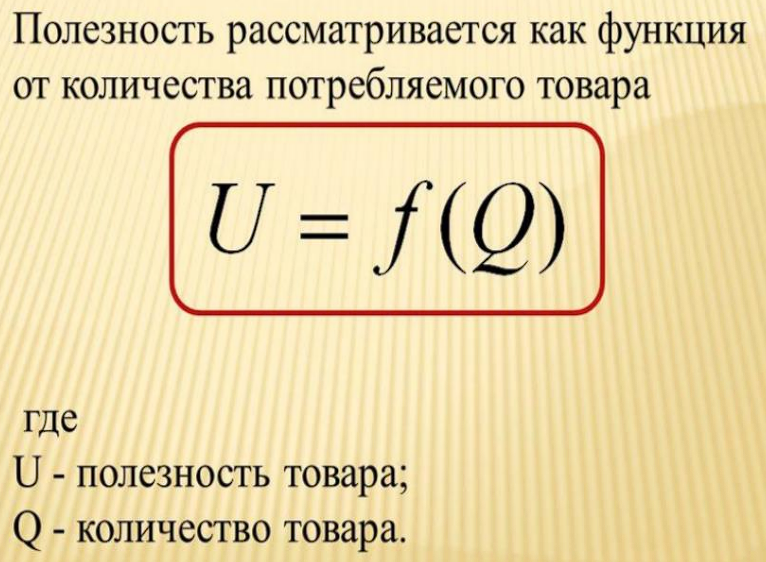 Полезность рассматривается как функция
от количества потребляемого товара
U = f(Q)
где
U - полезность товара;
Q - количество товара.